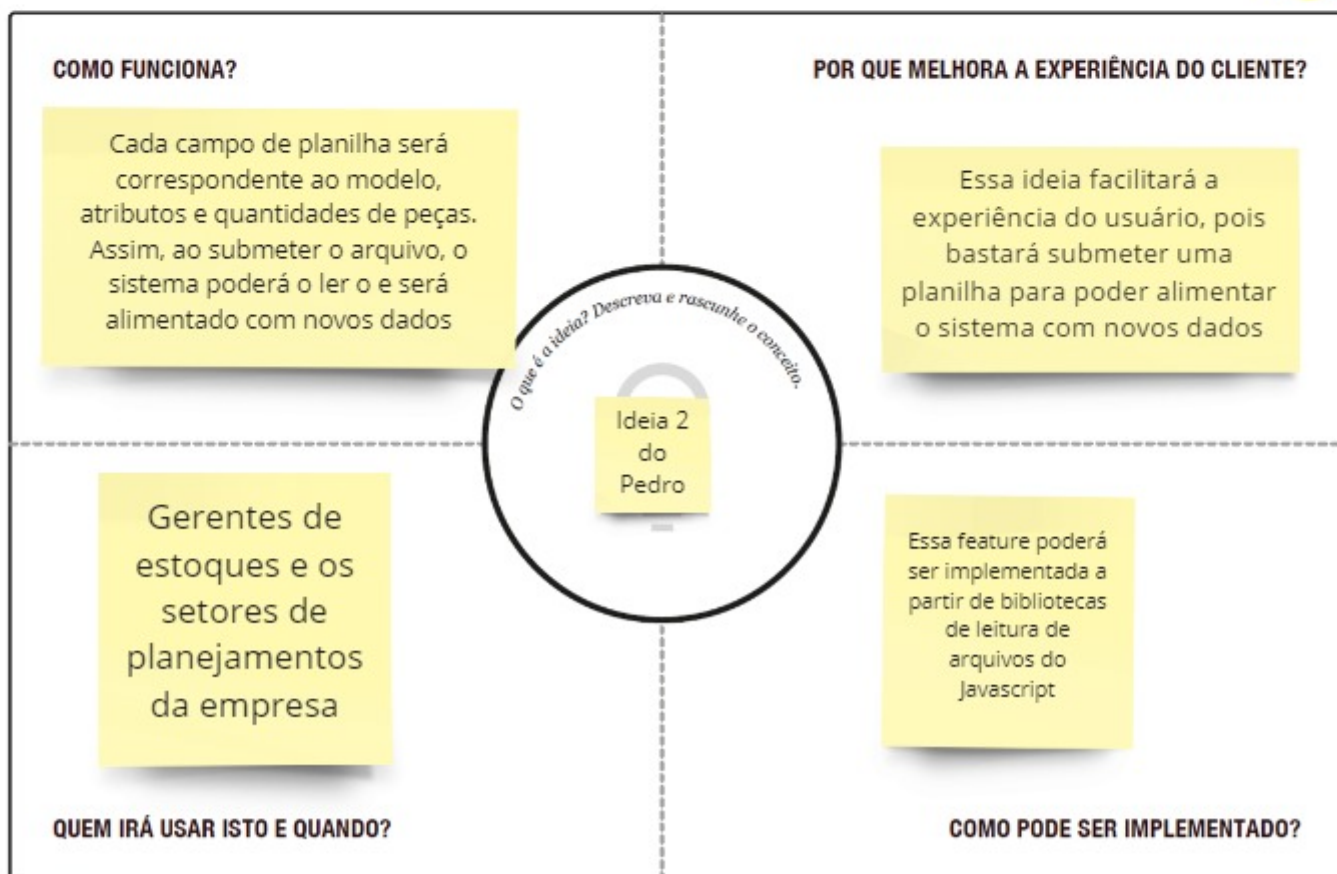 COMO FUNCIONA?
Cada campo de planilha será
correspondente ao modelo,
atributos e quantidades de peças.
Assim, ao submeter o arquivo, o
sistema poderá o ler o e será
alimentado com novos dados
POR QUE MELHORA A EXPERIÊNCIA DO CLIENTE?
Essa ideia facilitará a
experiência do usuário, pois
bastará submeter uma
planilha para poder alimentar
o sistema com novos dados
O que é a ideia? Descreva e rascunhe o conceito.
Ideia 2
do
Pedro
Gerentes de
estoques e os
setores de
planejamentos
da empresa
QUEM IRÁ USAR ISTO E QUANDO?
Essa feature poderá
ser implementada a
partir de bibliotecas
de leitura de
arquivos do
Javascript
COMO PODE SER IMPLEMENTADO?